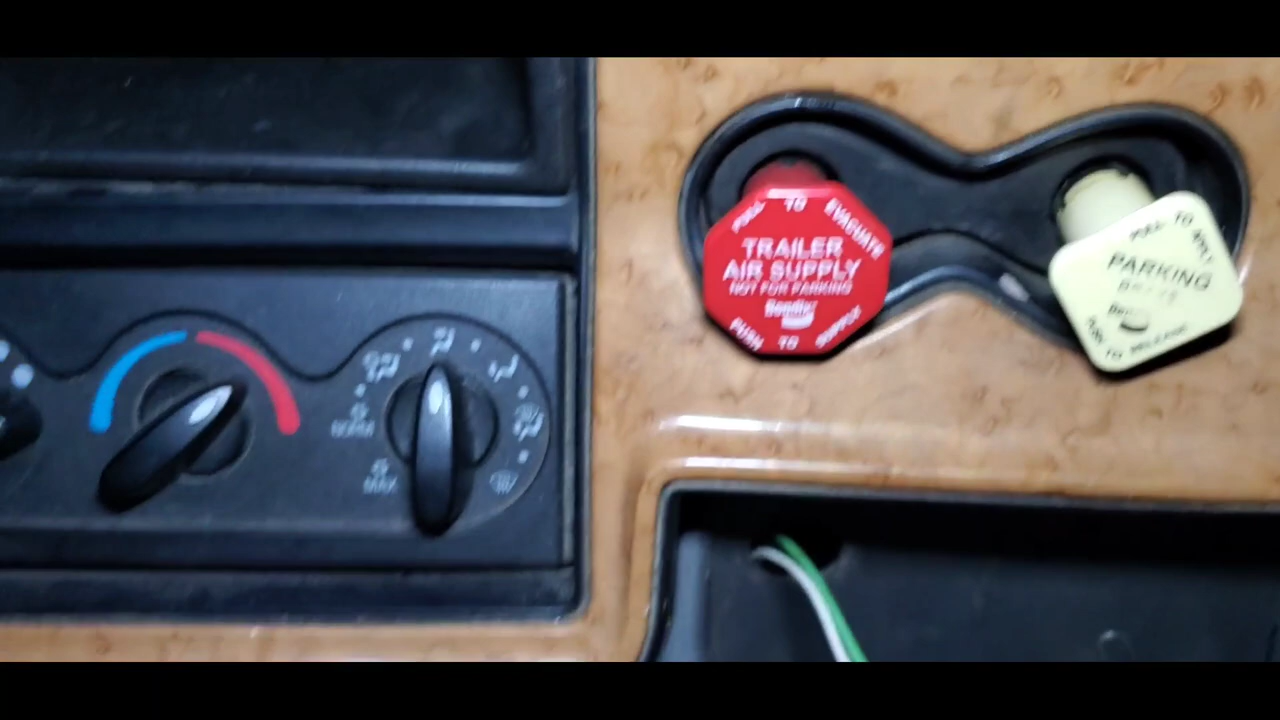 NORM
MAX
PULL TO EVACUATE
TRAILER
AIR SUPPLY
NOT FOR PARKING
Bendix
PUSH TO SUPPLY
PULL TO APPLY
PARKING
PUSH TO RELEASE